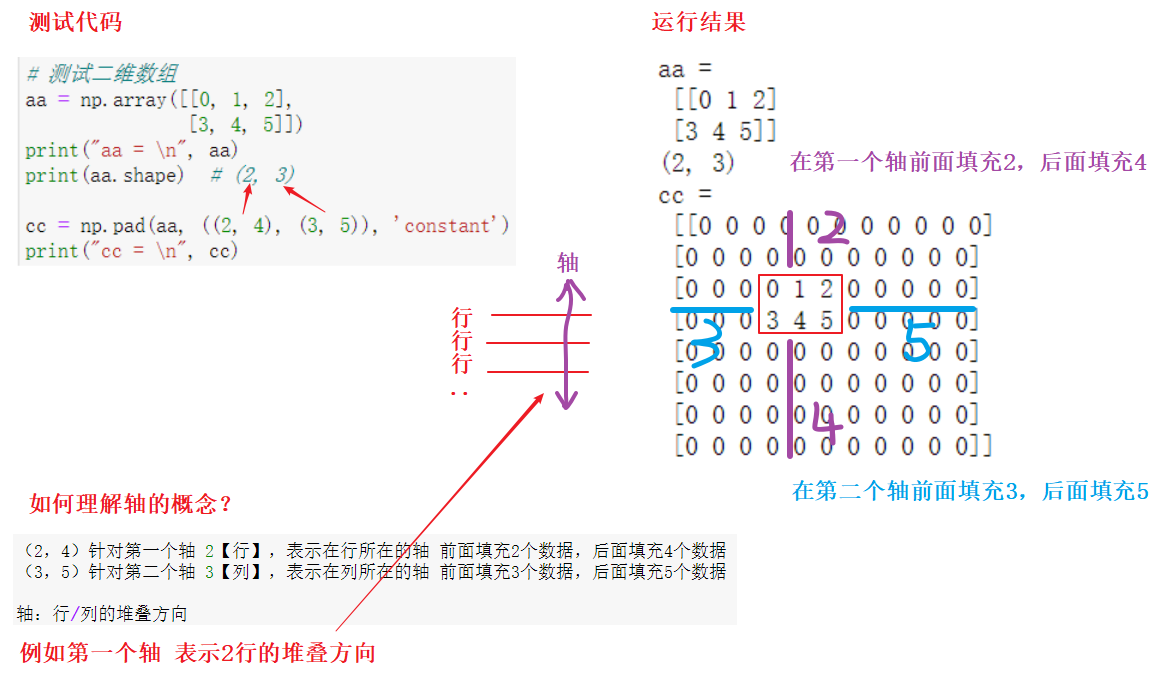 测试代码
# 测试二维数组
aa = np.array([[0, 1, 2],
[3, 4, 5]])
print("aa = \n", aa)
print(aa.shape)  # (2, 3)
cc = np.pad(aa, ((2, 4), (3, 5)), 'constant')
print("cc = \n", cc)
轴
行
行
行
..
运行结果
aa =
[[0 1 2]
[3 4 5]]
(2, 3)
在第一个轴前面填充2，后面填充4
cc =
[[0 0 0 0 0 0 0 0 0 0 0]
[0 0 0 0 0 0 0 0 0 0 0]
[0 0 0 0 1 2 0 0 0 0 0]
[0 0 0 3 4 5 0 0 0 0 0]
[0 0 0 0 0 0 0 0 0 0 0]
[0 0 0 0 0 0 0 0 0 0 0]
[0 0 0 0 0 0 0 0 0 0 0]
[0 0 0 0 0 0 0 0 0 0 0]]
2
3
5
4
在第二个轴前面填充3，后面填充5
如何理解轴的概念？
（2，4）针对第一个轴 2【行】，表示在行所在的轴 前面填充2个数据，后面填充4个数据
（3，5）针对第二个轴 3【列】，表示在列所在的轴 前面填充3个数据，后面填充5个数据
轴：行/列的堆叠方向
例如第一个轴 表示2行的堆叠方向